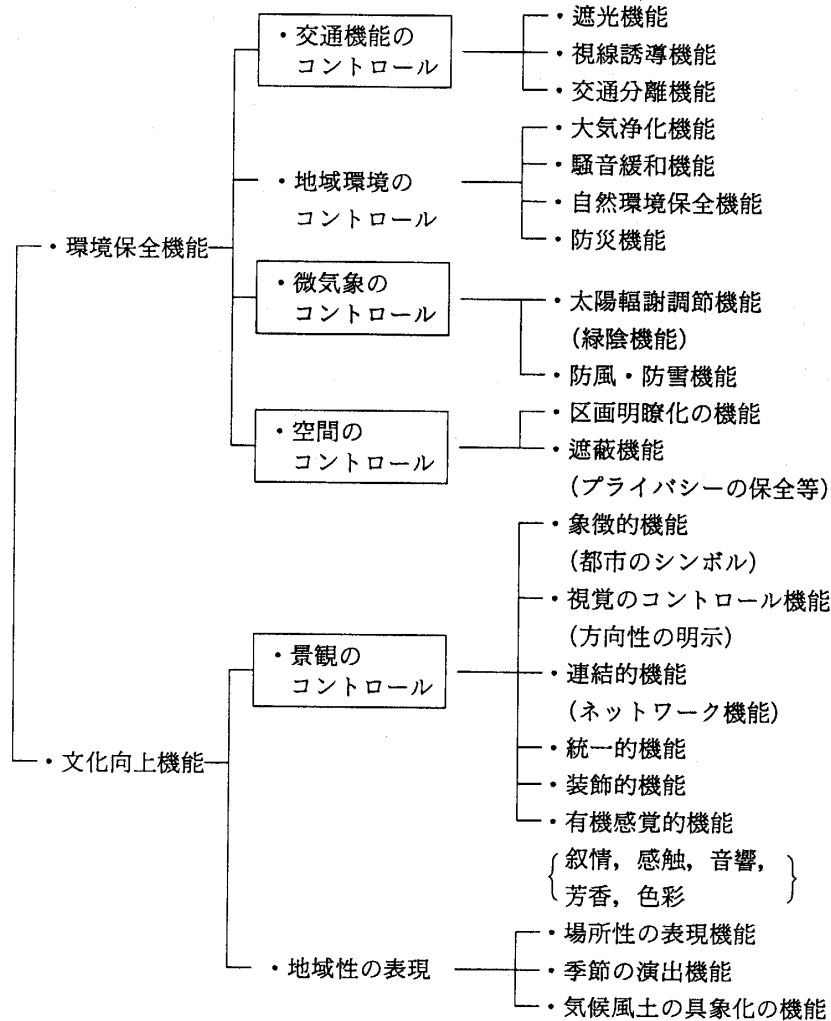 ・環境保全機能
・交通機能の
コントロール
・遮光機能
・視線誘導機能
・交通分離機能
・地域環境の
コントロール
・大気浄化機能
・騒音緩和機能
・自然環境保全機能
・防災機能
・微気象の
コントロール
・太陽輻謝調節機能
(緑陰機能)
・防風・防雪機能
・空間の
コントロール
・区画明瞭化の機能
・遮蔽機能
(プライバシーの保全等)
・文化向上機能
・景観の
コントロール
・象徴的機能
(都市のシンボル)
・視覚のコントロール機能
(方向性の明示)
・連結的機能
(ネットワーク機能)
・統一的機能
・装飾的機能
・有機感覚的機能
叙情，感触，音響，
芳香，色彩
・地域性の表現
・場所性の表現機能
・季節の演出機能
・気候風土の具象化の機能